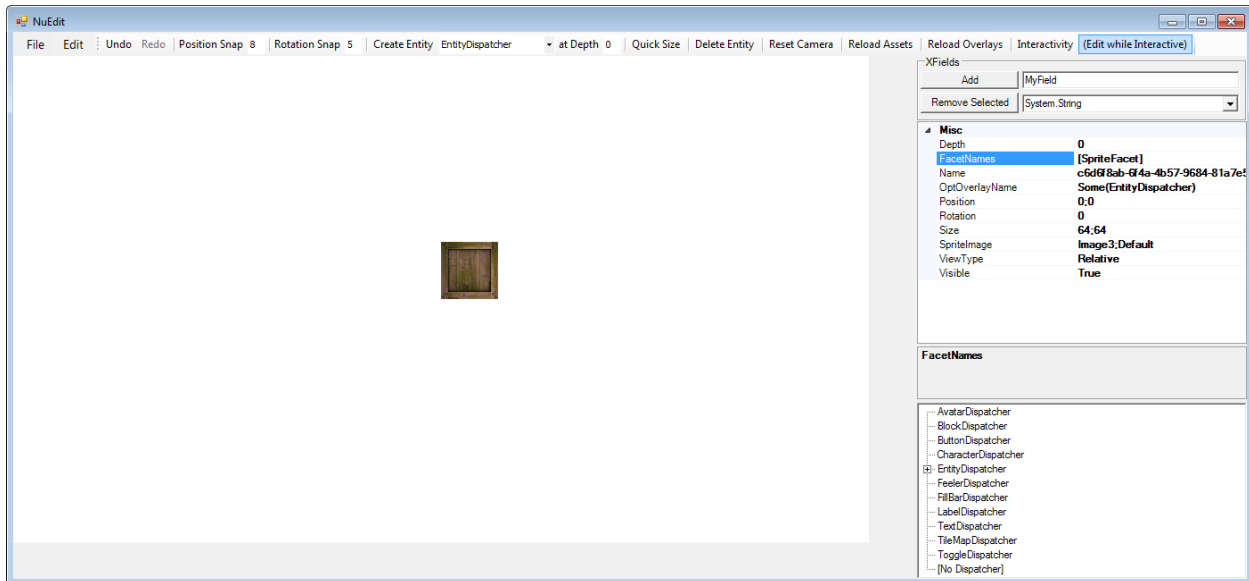 NuEdit
File Edit Undo Redo Position Snap 8 Rotation Snap 5 Create Entity EntityDispatcher at Depth 0 Quick Size Delete Entity Reset Camera Reload Assets Reload Overlays Interactivity (Edit while Interactive)
XFields
Add MyField
Remove Selected System.String
Misc
Depth 0
FacetNames [SpriteFacet]
Name c6d6f8ab-6f4a-4b57-9684-81a7e5
OptOverlayName Some(EntityDispatcher)
Position 0;0
Rotation 0
Size 64;64
SpriteImage Image3;Default
ViewType Relative
Visible True
FacetNames
AvatarDispatcher
BlockDispatcher
ButtonDispatcher
CharacterDispatcher
EntityDispatcher
FeelerDispatcher
FillBarDispatcher
LabelDispatcher
TextDispatcher
TileMapDispatcher
ToggleDispatcher
[No Dispatcher]